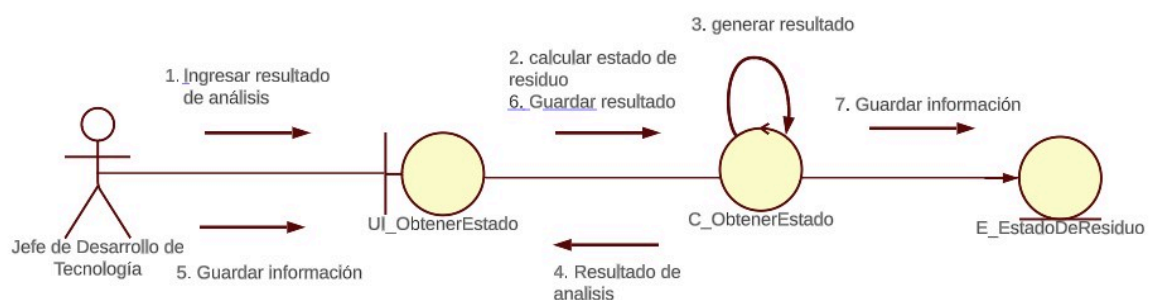 3. generar resultado
1. Ingresar resultado
de análisis
2. calcular estado de
residuo
6. Guardar resultado
7. Guardar información
UI_ObtenerEstado
C_ObtenerEstado
E_EstadoDeResiduo
Jefe de Desarrollo de
Tecnología
5. Guardar información
4. Resultado de
analisis